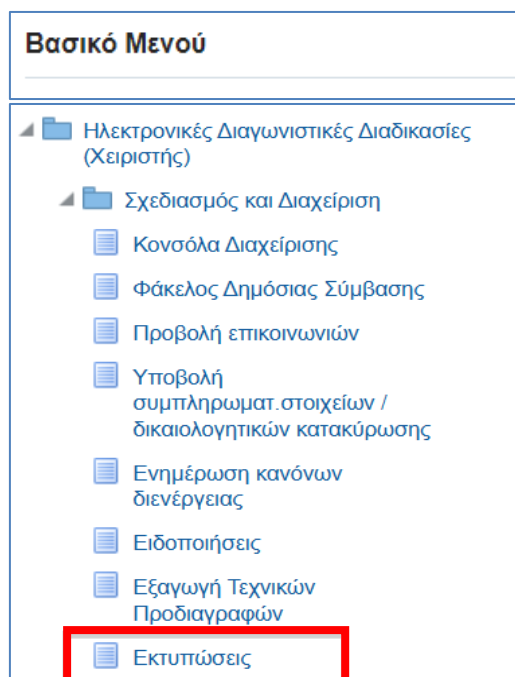 Βασικό Μενού
Ηλεκτρονικές Διαγωνιστικές Διαδικασίες
(Χειριστής)
Σχεδιασμός και Διαχείριση
Κονσόλα Διαχείρισης
Φάκελος Δημόσιας Σύμβασης
Προβολή επικοινωνιών
Υποβολή
συμπληρωματ.στοιχείων /
δικαιολογητικών κατακύρωσης
Ενημέρωση κανόνων
διενέργειας
Ειδοποιήσεις
Εξαγωγή Τεχνικών
Προδιαγραφών
Εκτυπώσεις